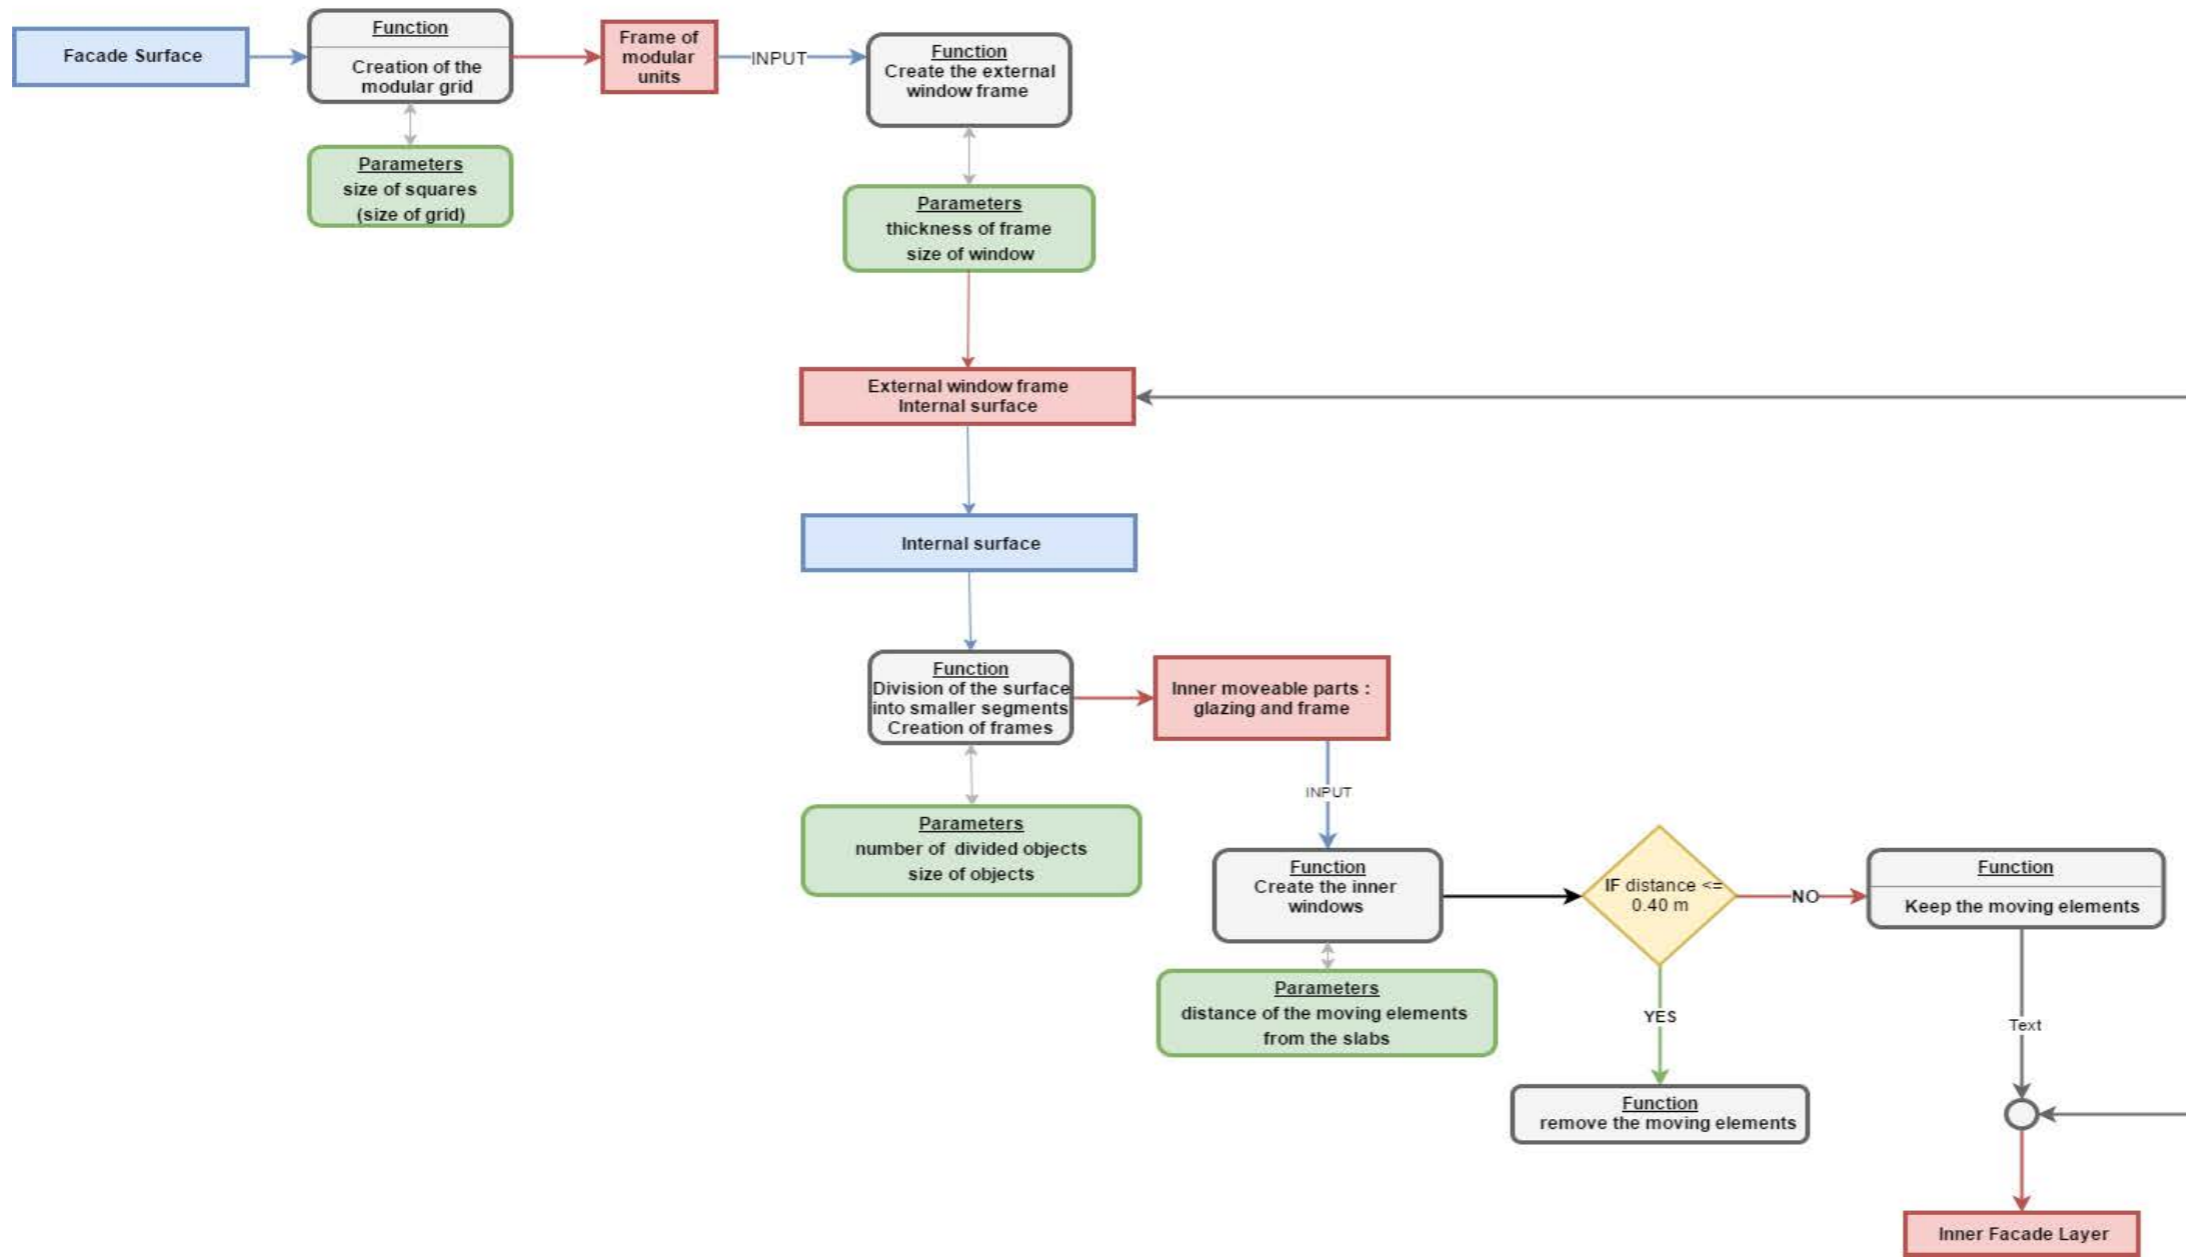 Facade Surface
Function
Creation of the
modular grid
Parameters
size of squares
(size of grid)
Frame of
modular
units
INPUT
Function
Create the external
window frame
Parameters
thickness of frame
size of window
External window frame
Internal surface
Internal surface
Function
Division of the surface
into smaller segments
Creation of frames
Parameters
number of divided objects
size of objects
Inner moveable parts :
glazing and frame
INPUT
Function
Create the inner
windows
Parameters
distance of the moving elements
from the slabs
IF distance <=
0.40 m
NO
YES
Function
remove the moving elements
Function
Keep the moving elements
Text
Inner Facade Layer